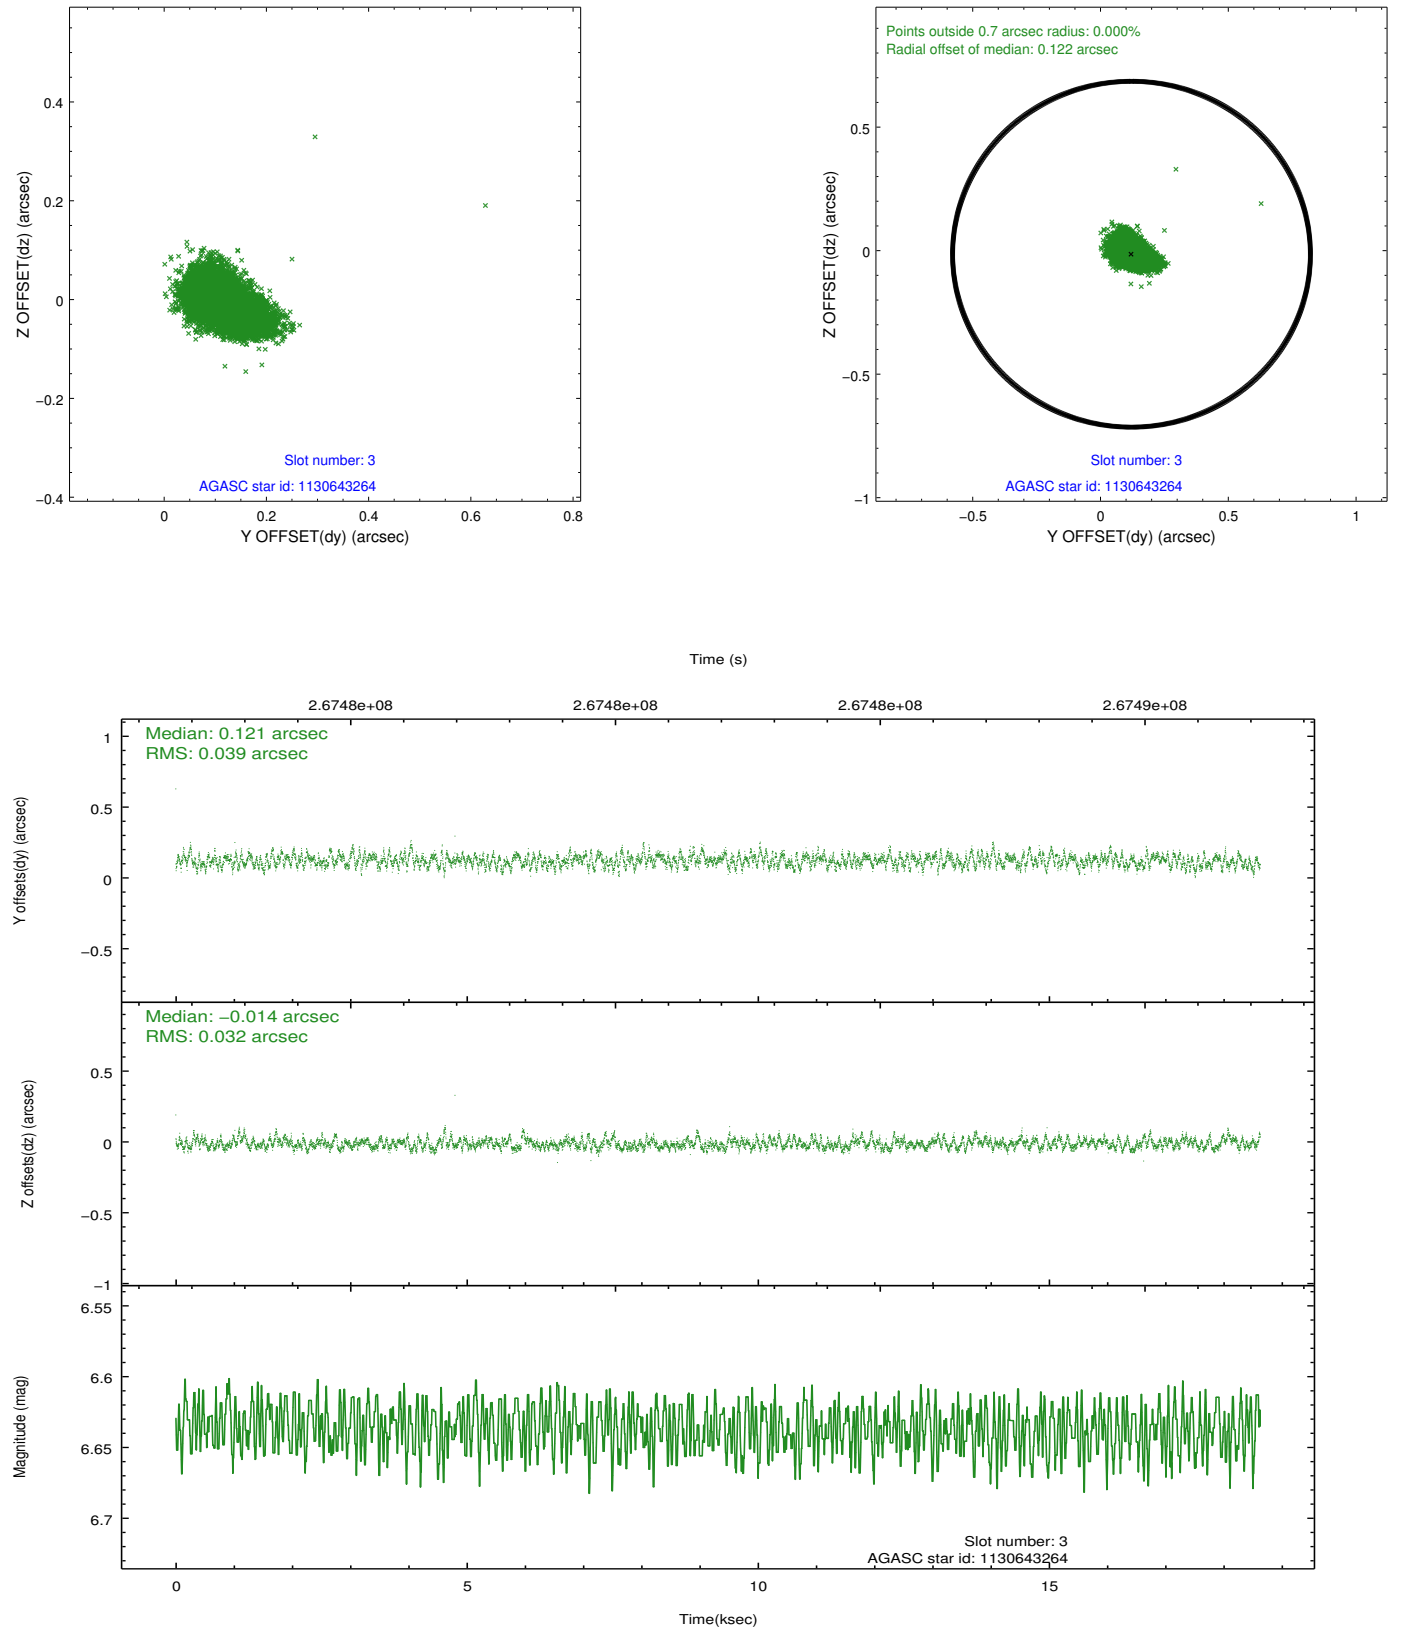 0.4
0.2
0
−0.2
−0.4
Z OFFSET(dz) (arcsec)
Slot number: 3
AGASC star id: 1130643264
0 0.2 0.4 0.6 0.8
Y OFFSET(dy) (arcsec)
Points outside 0.7 arcsec radius: 0.000%
Radial offset of median: 0.122 arcsec
0.5
0
−0.5
−1
Z OFFSET(dz) (arcsec)
Slot number: 3
AGASC star id: 1130643264
−0.5 0 0.5 1
Y OFFSET(dy) (arcsec)
Time (s)
2.6748e+08 2.6748e+08 2.6748e+08 2.6749e+08
Median: 0.121 arcsec
RMS: 0.039 arcsec
1
0.5
0
−0.5
Y offsets(dy) (arcsec)
Median: −0.014 arcsec
RMS: 0.032 arcsec
0.5
0
−0.5
−1
Z offsets(dz) (arcsec)
6.55
6.6
6.65
6.7
Magnitude (mag)
Slot number: 3
AGASC star id: 1130643264
0 5 10 15
Time(ksec)